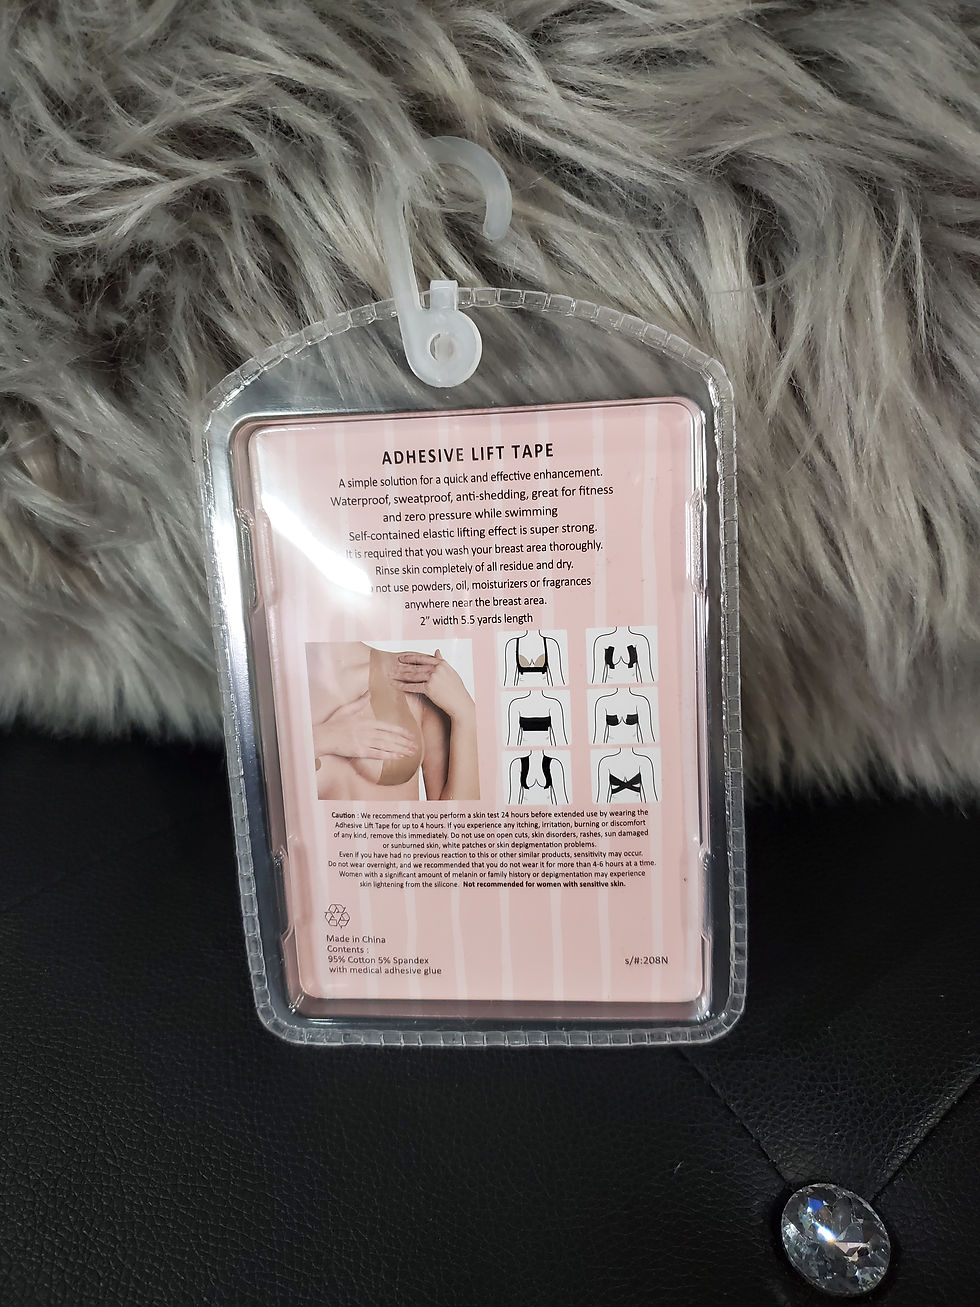 ADHESIVE LIFT TAPE
A simple solution for a quick and effective enhancement.
Waterproof, sweatproof, anti-shedding, great for fitness
and zero pressure while swimming
Self-contained elastic lifting effect is super strong.
It is required that you wash your breast area thoroughly.
Rinse skin completely of all residue and dry.
not use powders, oil, moisturizers or fragrances
anywhere near the breast area.
2" width 5.5 yards length
Caution : We recommend that you perform a skin test 24 hours before extended use by wearing the
Adhesive Lift Tape for up to 4 hours. If you experience any itching, irritation, burning or discomfort
of any kind, remove this immediately. Do not use on open cuts, skin disorders, rashes, sun damaged
or sunburned skin, white patches or skin depigmentation problems.
Even if you have had no previous reaction to this or other similar products, sensitivity may occur.
Do not wear overnight, and we recommended that you do not wear it for more than 4-6 hours at a time.
Women with a significant amount of melanin or family history or depigmentation may experience
skin lightening from the silicone. Not recommended for women with sensitive skin.
Made in China
Contents :
95% Cotton 5% Spandex
with medical adhesive glue
s/#:208N